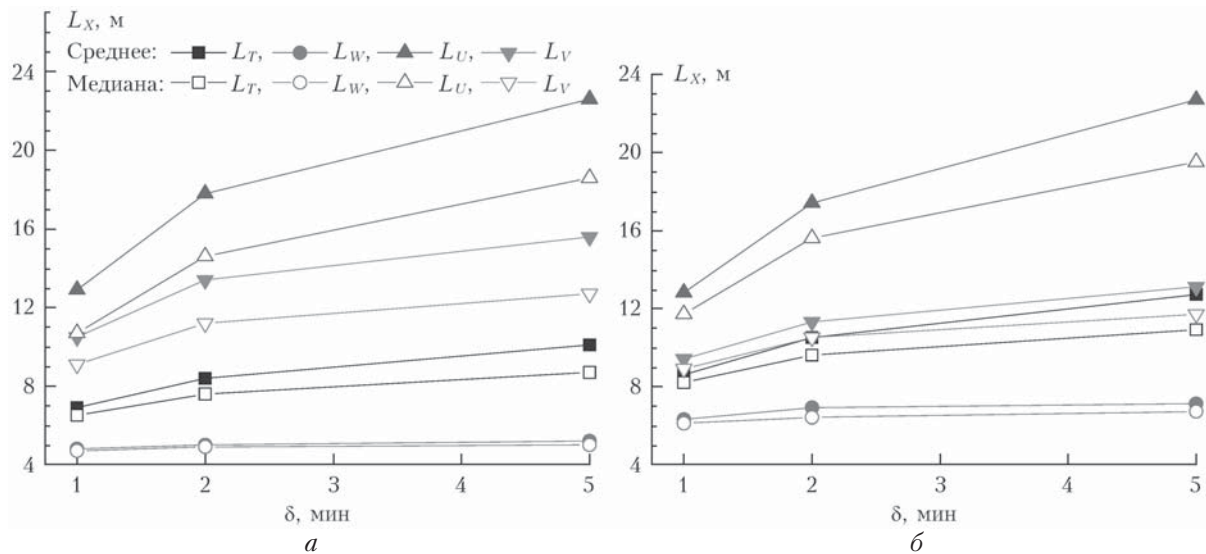 L_X, м
Среднее: L_T, L_W, L_U, L_V
Медиана: L_T, L_W, L_U, L_V
24
20
16
12
8
4
1 2 3 4 5
δ, мин
а
L_X, м
24
20
16
12
8
4
1 2 3 4 5
δ, мин
б